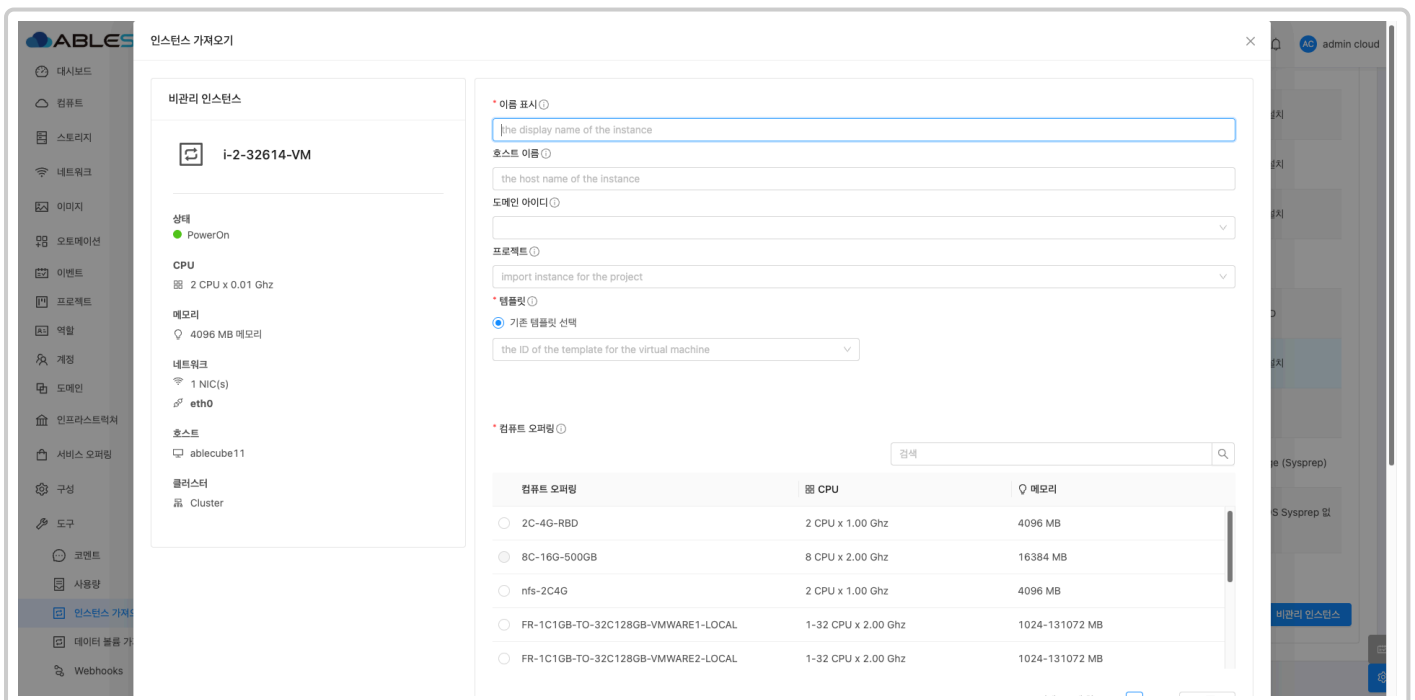 ABLES
admin cloud
AC
대시보드
컴퓨트
스토리지
네트워크
이미지
오토메이션
이벤트
프로젝트
역할
계정
도메인
인프라스트럭쳐
서비스 오퍼링
구성
도구
코멘트
사용량
인스턴스 가져오
데이터 볼륨 가
Webhooks
인스턴스 가져오기
비관리 인스턴스
i-2-32614-VM
상태
PowerOn
CPU
2 CPU x 0.01 Ghz
메모리
4096 MB 메모리
네트워크
1 NIC(s)
eth0
호스트
ablecube11
클러스터
Cluster
* 이름 표시
the display name of the instance
호스트 이름
the host name of the instance
도메인 아이디
프로젝트
import instance for the project
* 템플릿
기존 템플릿 선택
the ID of the template for the virtual machine
* 컴퓨트 오퍼링
검색
컴퓨트 오퍼링 CPU 메모리
2C-4G-RBD 2 CPU x 1.00 Ghz 4096 MB
8C-16G-500GB 8 CPU x 2.00 Ghz 16384 MB
nfs-2C4G 2 CPU x 1.00 Ghz 4096 MB
FR-1C1GB-TO-32C128GB-VMWARE1-LOCAL 1-32 CPU x 2.00 Ghz 1024-131072 MB
FR-1C1GB-TO-32C128GB-VMWARE2-LOCAL 1-32 CPU x 2.00 Ghz 1024-131072 MB
(Sysprep)
S Sysprep 없
비관리 인스턴스